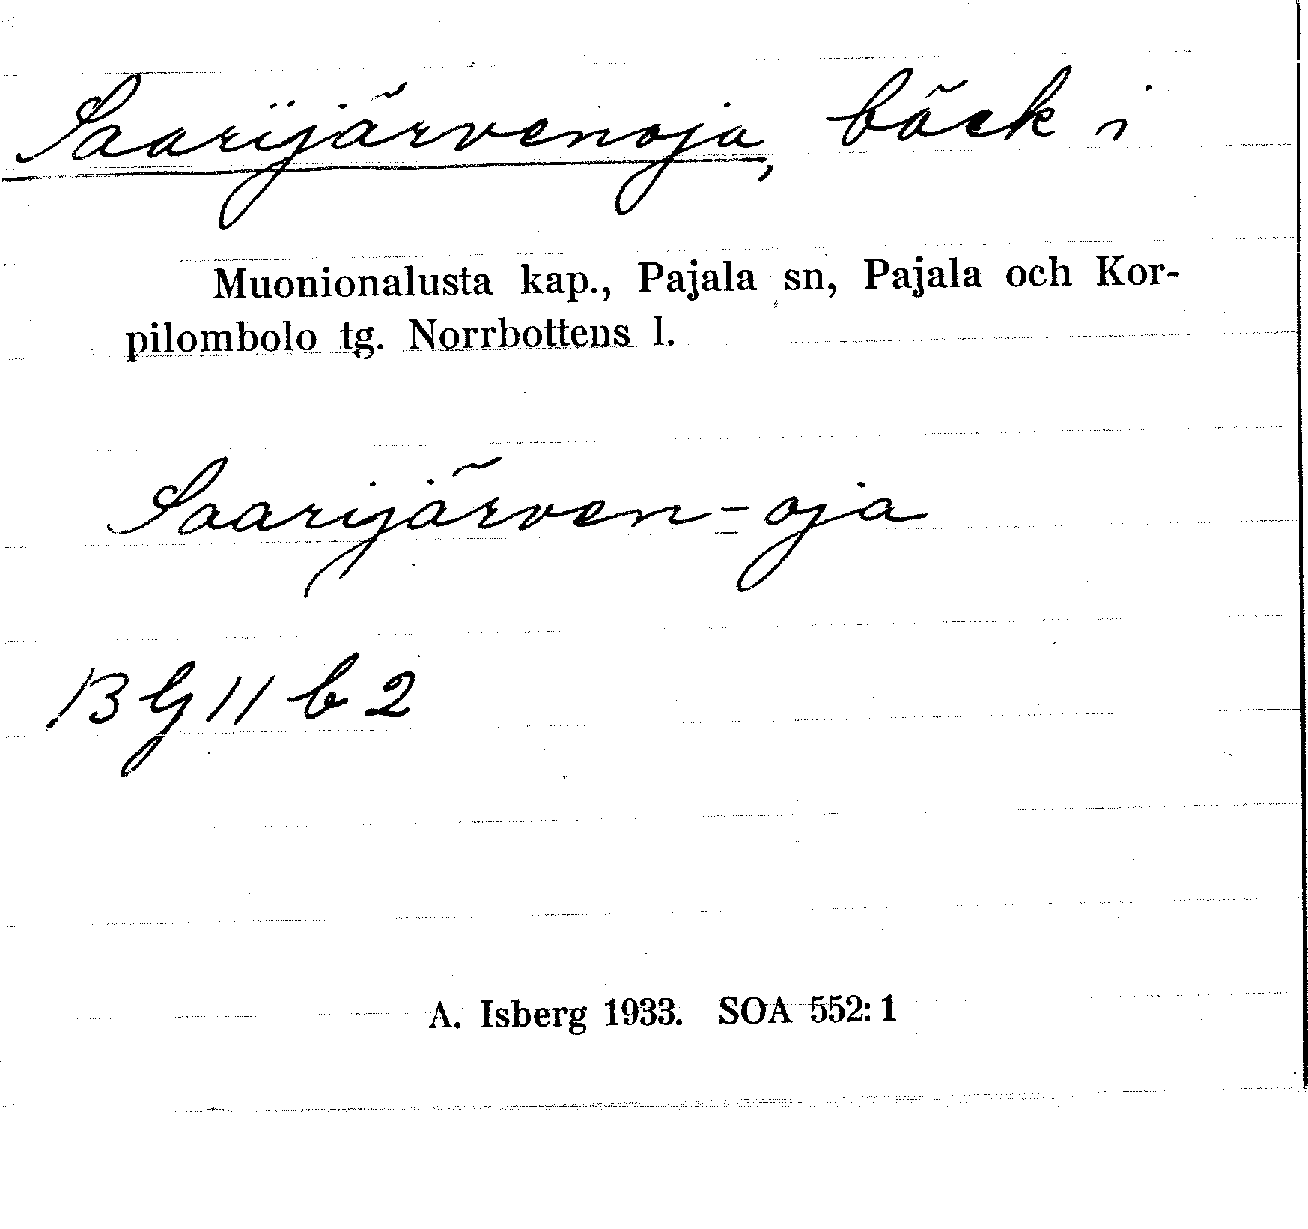 Saarijärvenoja, bäck i
Muonionalusta kap., Pajala sn, Pajala och Kor-
pilombolo tg. Norrbottens l.
Saarijärven-oja
BG 11 b 2
A. Isberg 1933. SOA 552:1